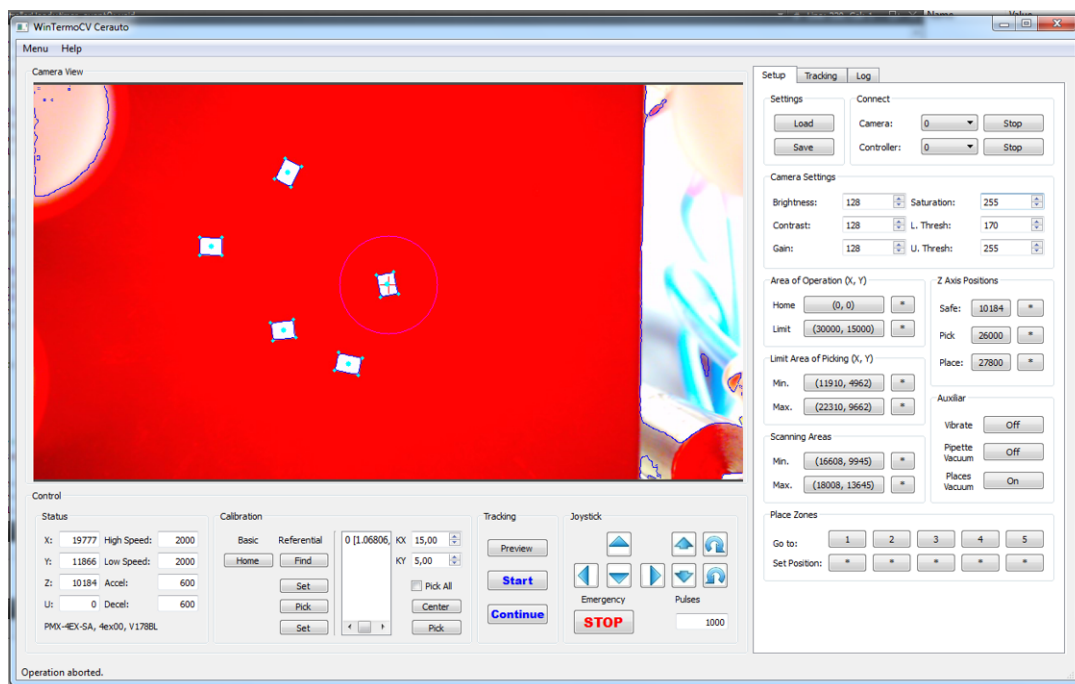 WinTermoCV Cerauto
Menu Help
Camera View
Setup Tracking Log
Settings
Load
Save
Connect
Camera: 0 Stop
Controller: 0 Stop
Camera Settings
Brightness: 128 Saturation: 255
Contrast: 128 L. Thresh: 170
Gain: 128 U. Thresh: 255
Area of Operation (X, Y)
Home (0, 0) *
Limit (30000, 15000) *
Z Axis Positions
Safe: 10184 *
Pick 26000 *
Place: 27800 *
Limit Area of Picking (X, Y)
Min. (11910, 4962) *
Max. (22310, 9662) *
Auxiliar
Vibrate Off
Pipette Vacuum Off
Places Vacuum On
Scanning Areas
Min. (16608, 9945) *
Max. (18008, 13645) *
Place Zones
Go to: 1 2 3 4 5
Set Position: * * * * *
Control
Status
X: 19777 High Speed: 2000
Y: 11866 Low Speed: 2000
Z: 10184 Accel: 600
U: 0 Decel: 600
PMX-4EX-SA, 4ex00, V178BL
Calibration
Basic Referential
Home Find
Set
Pick
Set
0 [1.06806,
KX 15,00
KY 5,00
Pick All
Center
Pick
Tracking
Preview
Start
Continue
Joystick
Emergency Pulses
STOP 1000
Operation aborted.